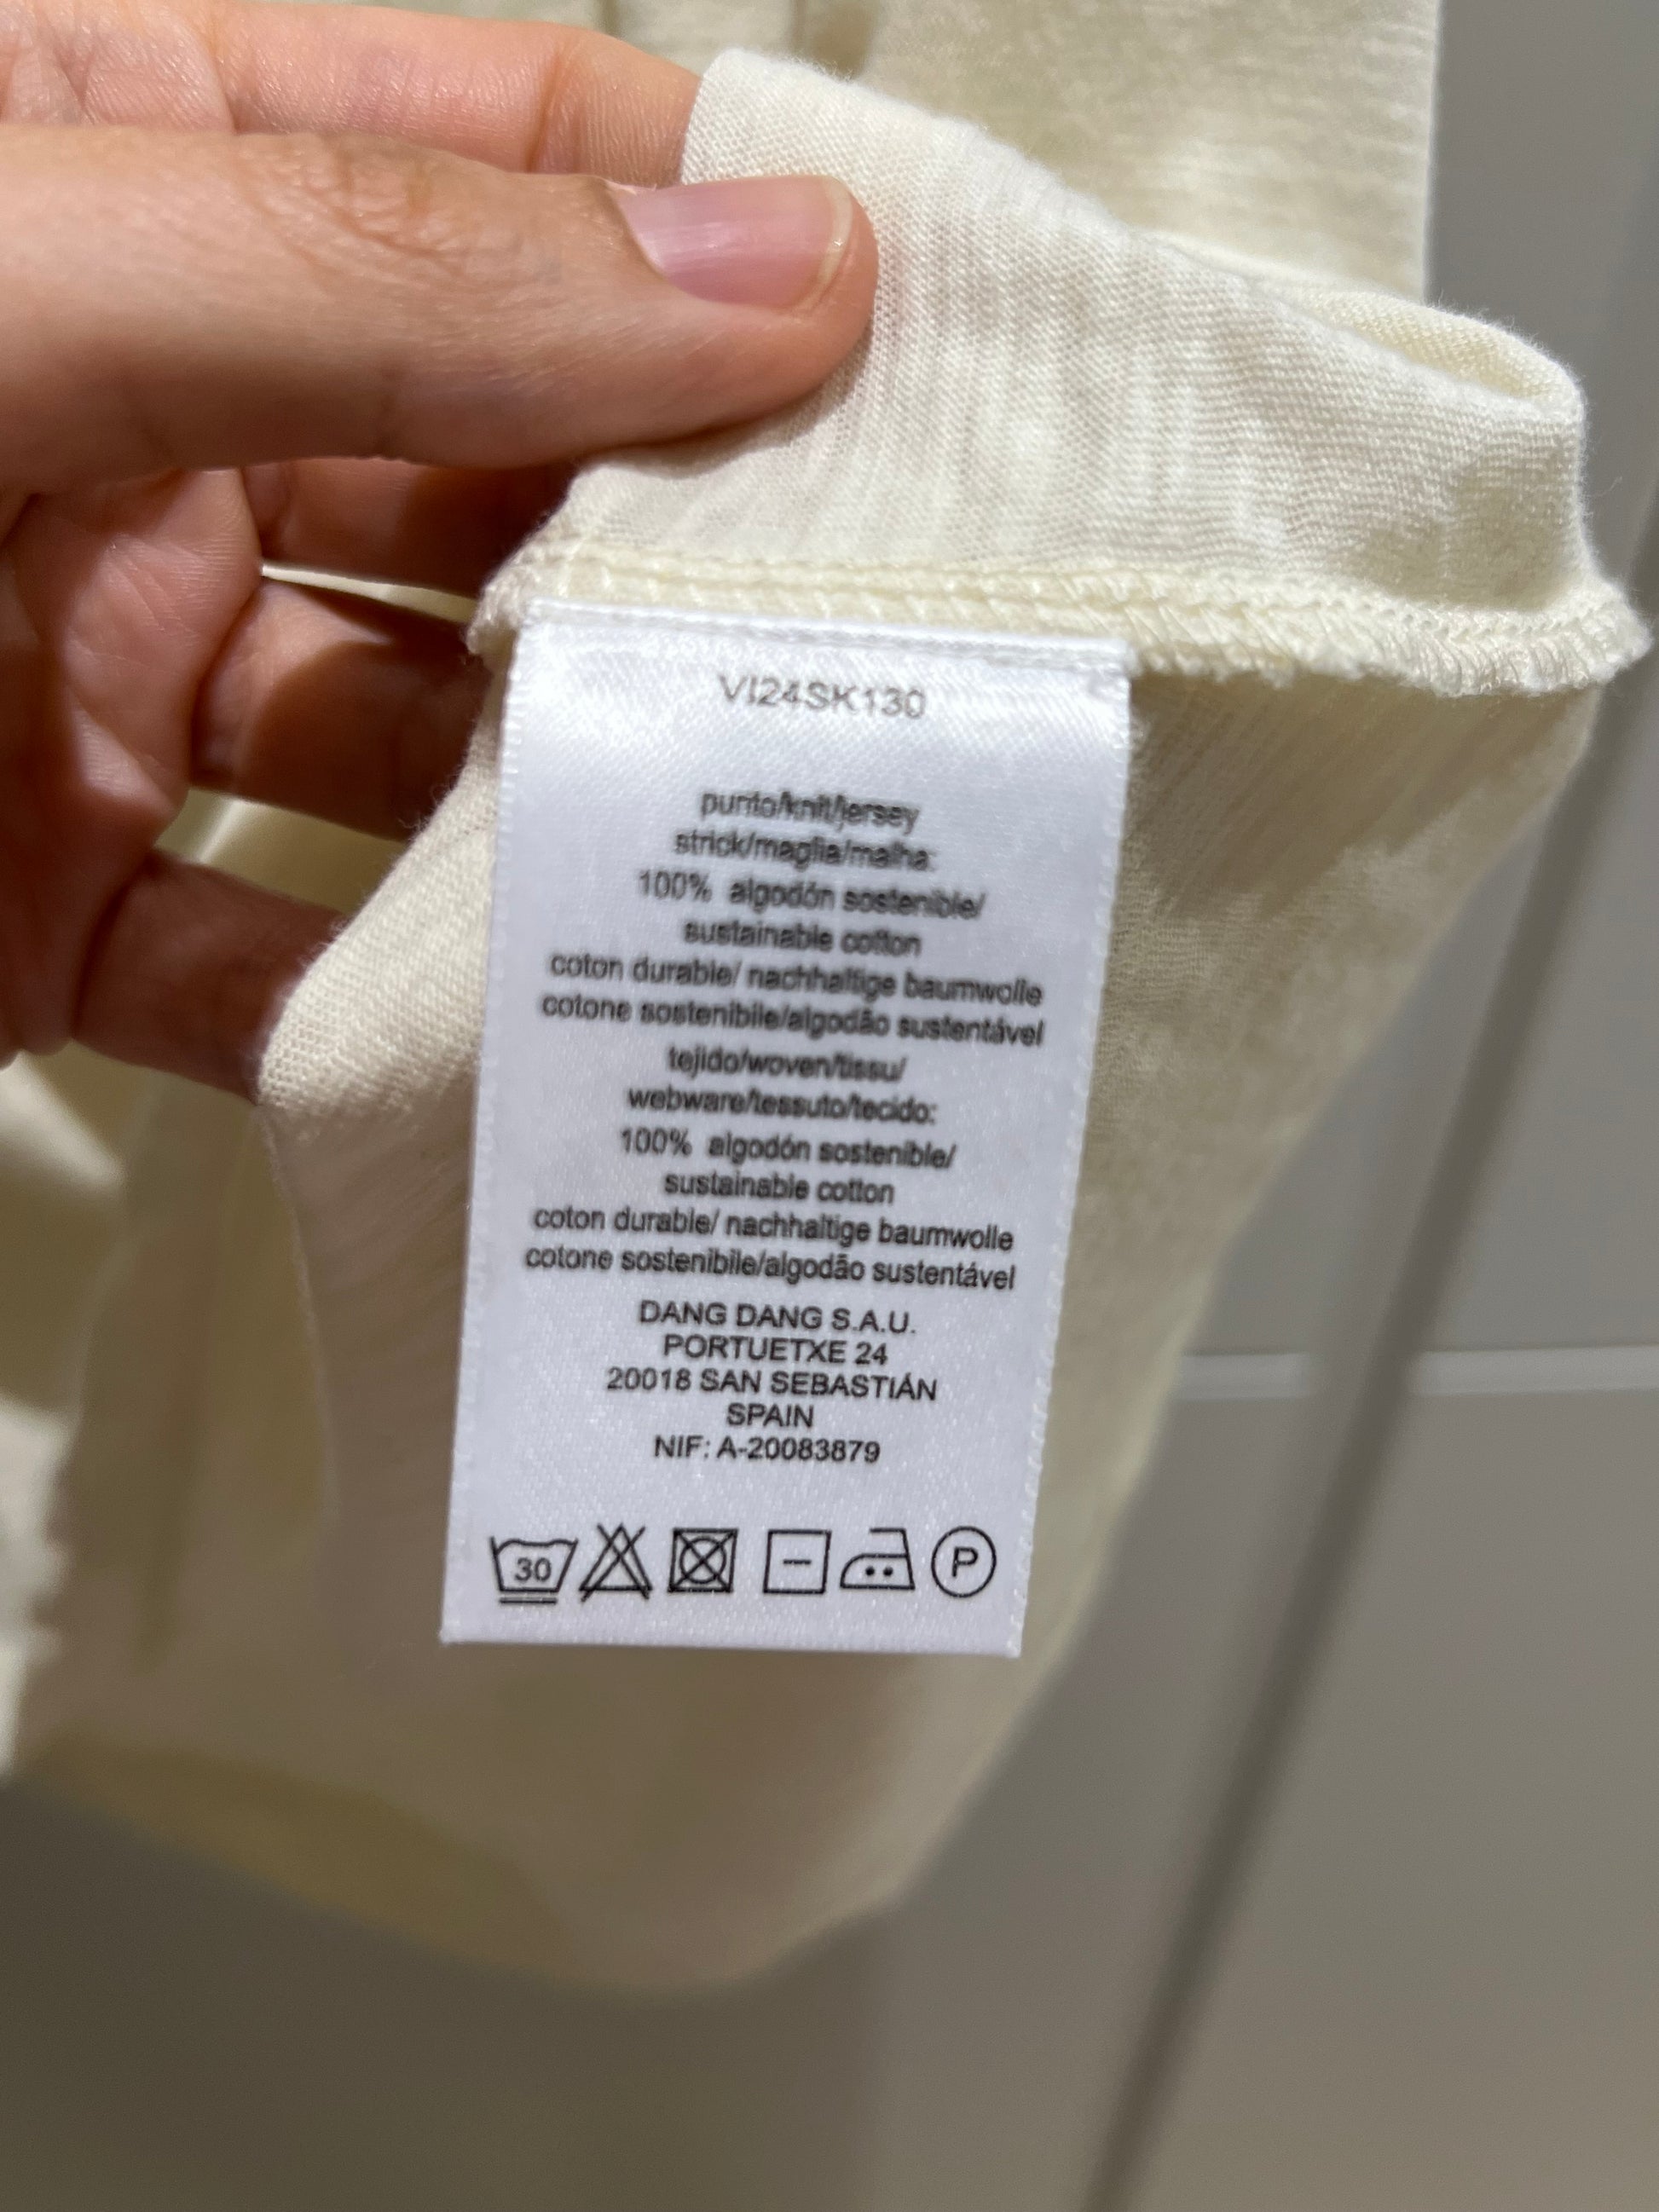 VI24SK130
punto/knit/jersey
strick/maglia/malha:
100% algodón sostenible/
sustainable cotton
coton durable/ nachhaltige baumwolle
cotone sostenibile/algodão sustentável
tejido/woven/tissu/
webware/tessuto/tecido:
100% algodón sostenible/
sustainable cotton
coton durable/ nachhaltige baumwolle
cotone sostenibile/algodão sustentável
DANG DANG S.A.U.
PORTUETXE 24
20018 SAN SEBASTIÁN
SPAIN
NIF: A-20083879
30 P